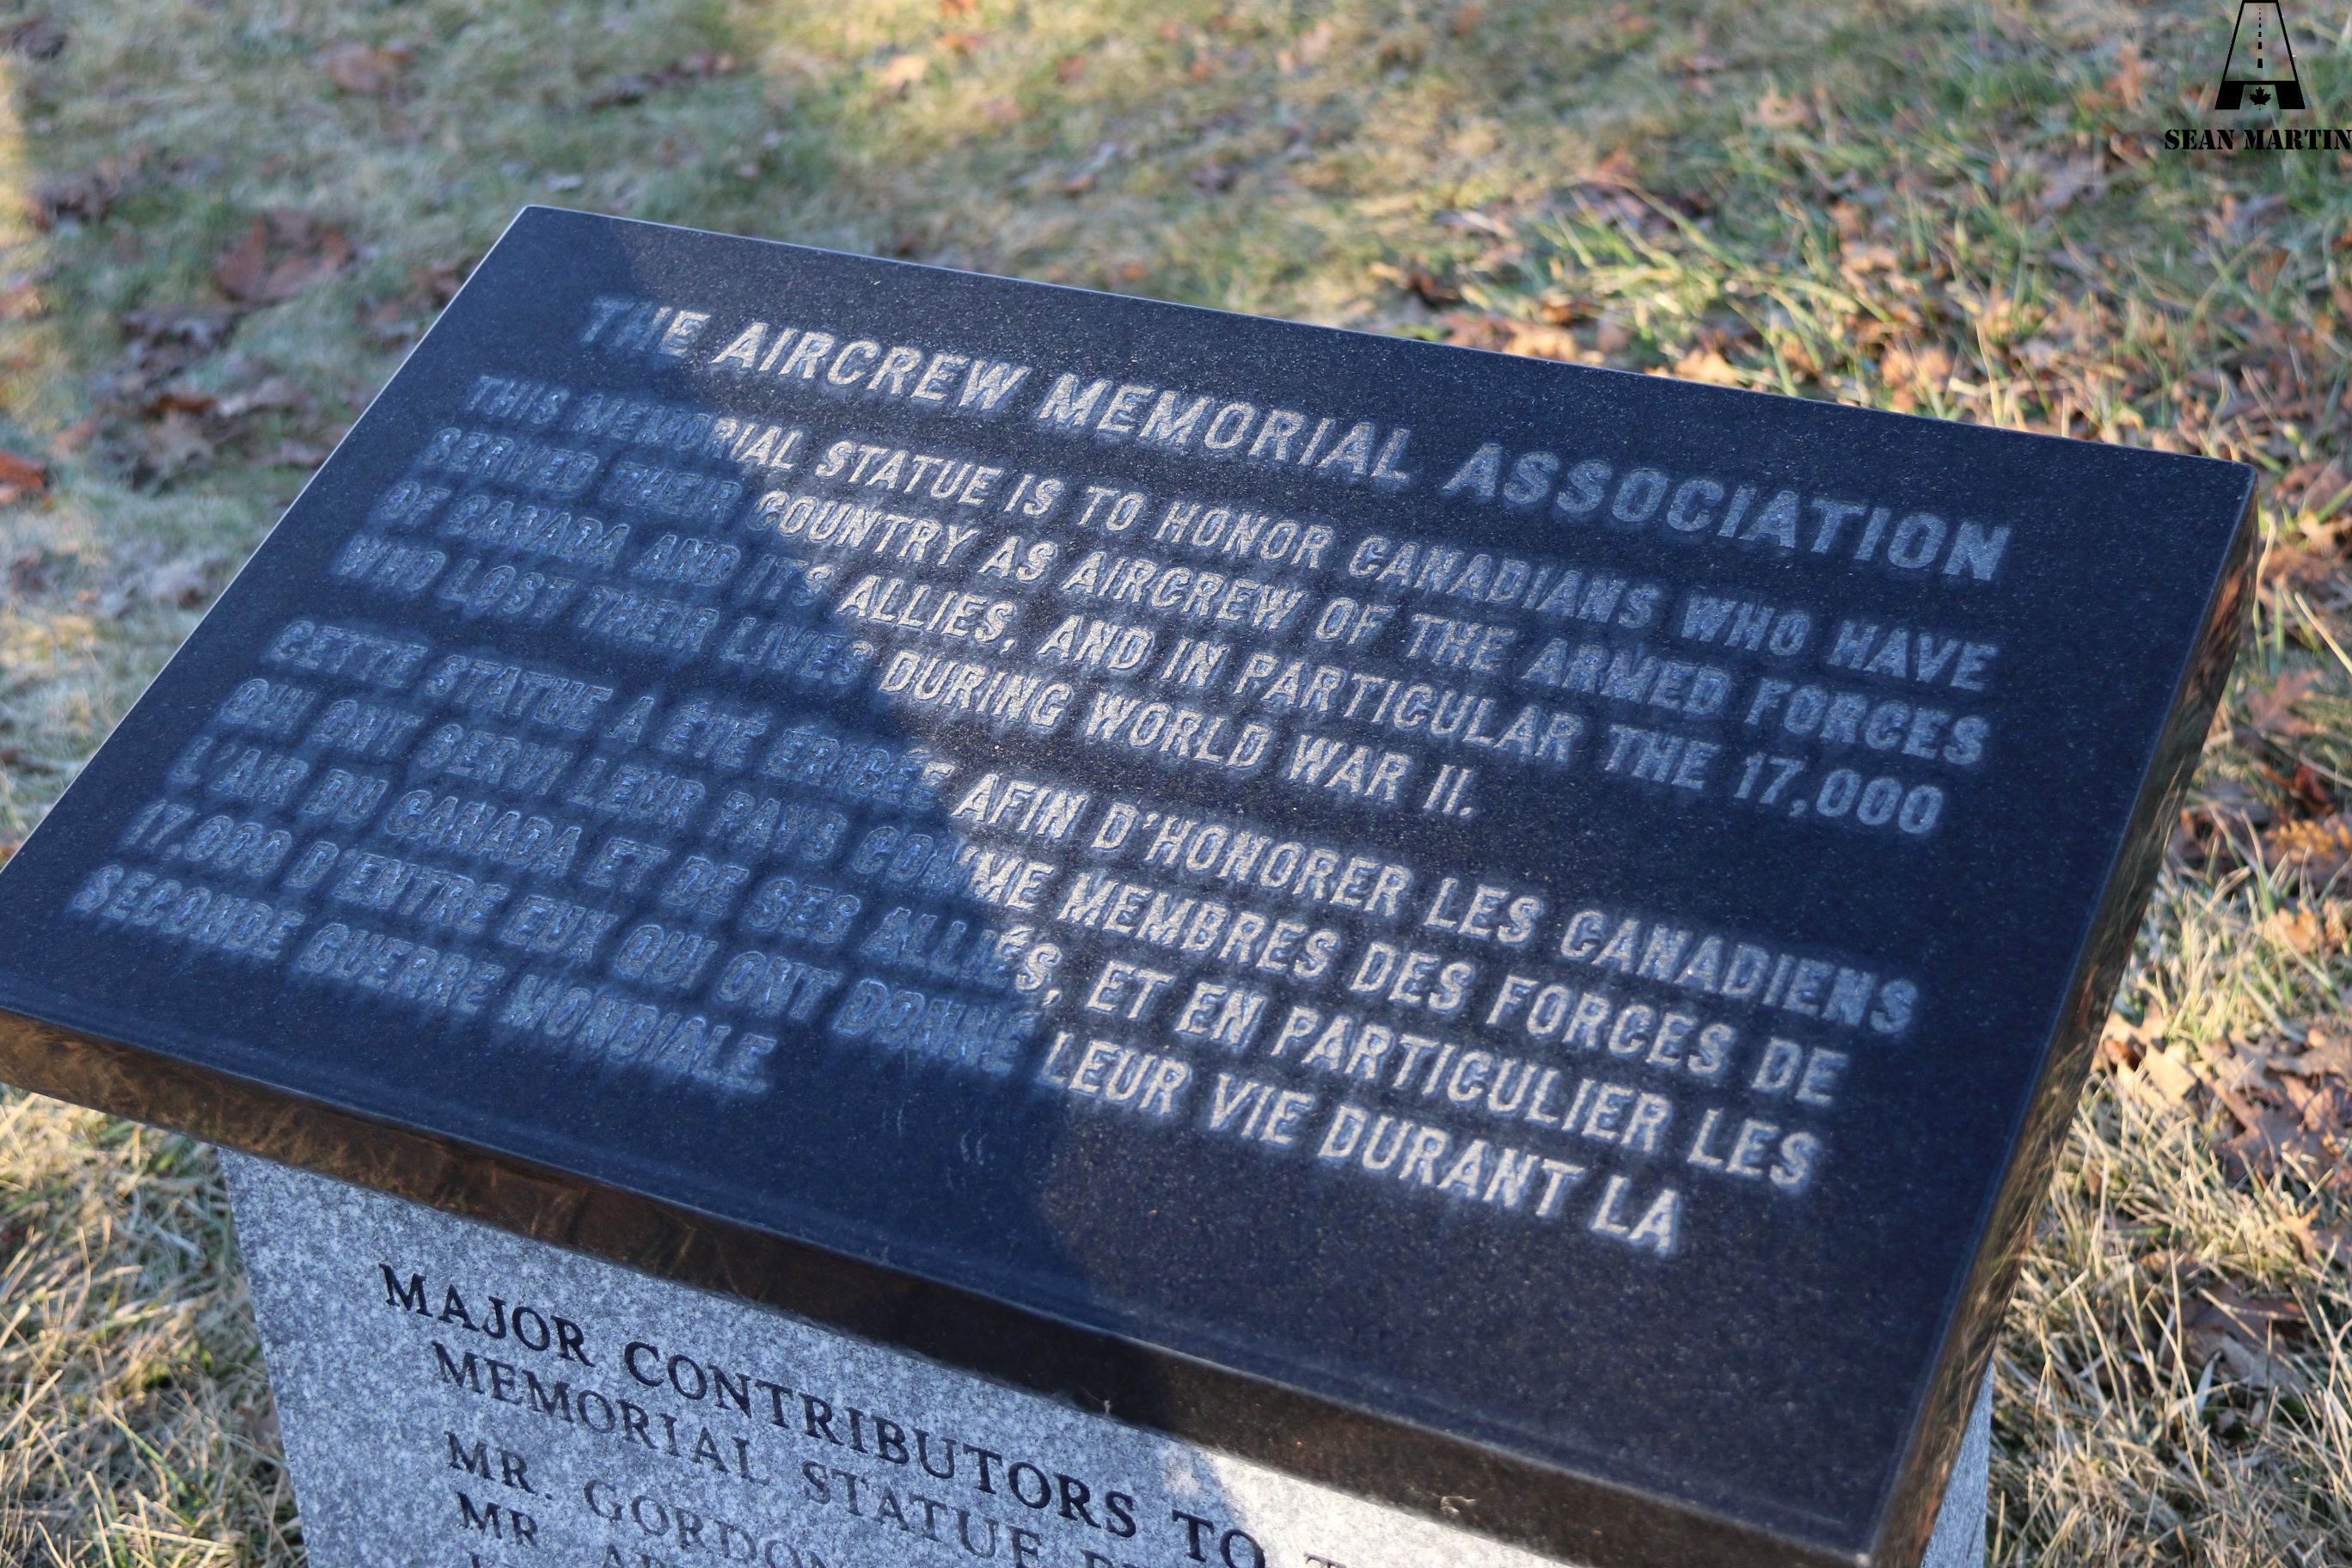 SEAN MARTIN
THE AIRCREW MEMORIAL ASSOCIATION
THIS MEMORIAL STATUE IS TO HONOR CANADIANS WHO HAVE
SERVED THEIR COUNTRY AS AIRCREW OF THE ARMED FORCES
OF CANADA AND ITS ALLIES, AND IN PARTICULAR THE 17,000
WHO LOST THEIR LIVES DURING WORLD WAR II.
CETTE STATUE A ÉTÉ ÉRIGÉE AFIN D'HONORER LES CANADIENS
QUI ONT SERVI LEUR PAYS COMME MEMBRES DES FORCES DE
L'AIR DU CANADA ET DE SES ALLIÉS, ET EN PARTICULIER LES
17,000 D'ENTRE EUX QUI ONT DONNÉ LEUR VIE DURANT LA
SECONDE GUERRE MONDIALE.
MAJOR CONTRIBUTORS TO
MEMORIAL STATUE
MR. GORDON
MR.